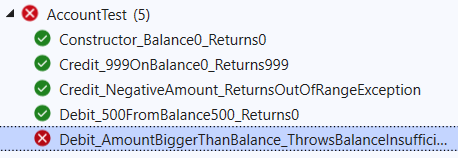 AccountTest (5)
Constructor_Balance0_Returns0
Credit_999OnBalance0_Returns999
Credit_NegativeAmount_ReturnsOutOfRangeException
Debit_500FromBalance500_Returns0
Debit_AmountBiggerThanBalance_ThrowsBalanceInsuffici...